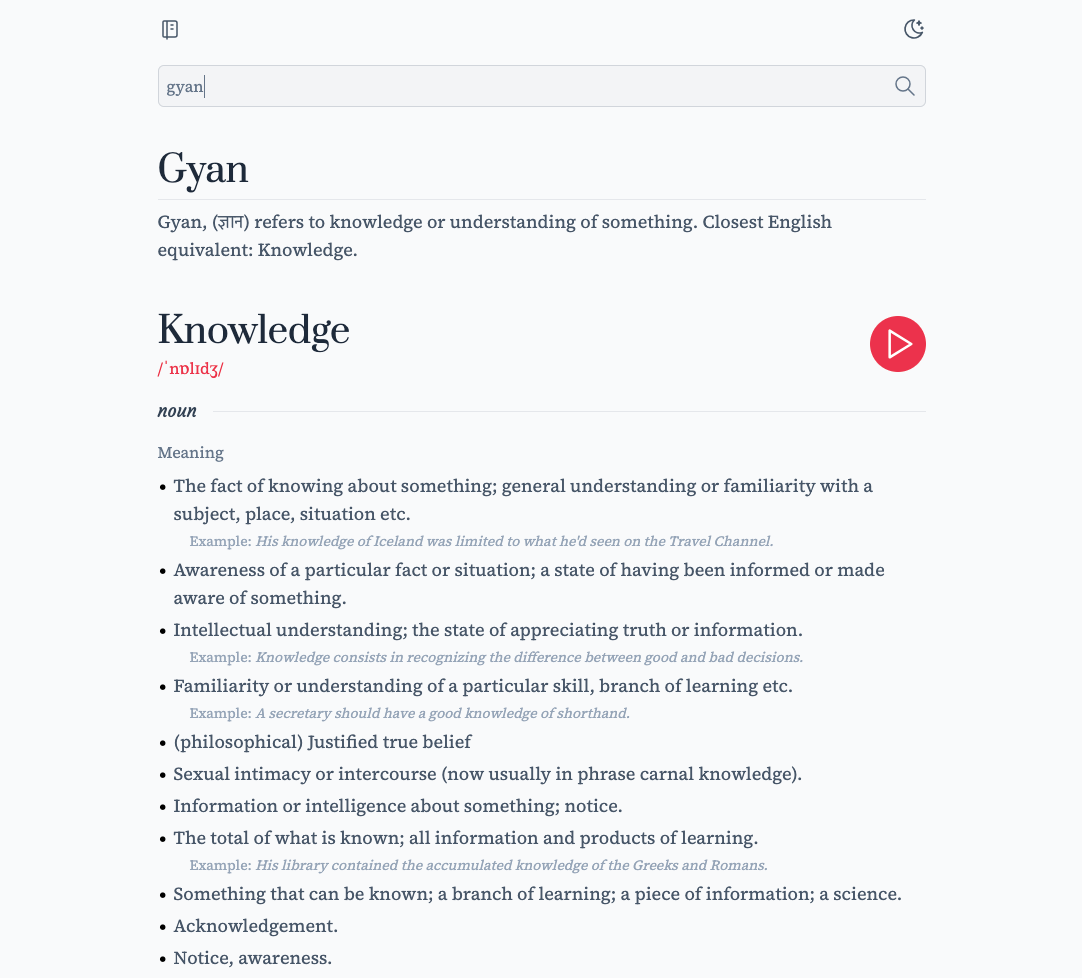 gyan
Gyan
Gyan, (ज्ञान) refers to knowledge or understanding of something. Closest English
equivalent: Knowledge.
Knowledge
/ˈnɒlɪdʒ/
noun
Meaning
• The fact of knowing about something; general understanding or familiarity with a
subject, place, situation etc.
Example: His knowledge of Iceland was limited to what he'd seen on the Travel Channel.
• Awareness of a particular fact or situation; a state of having been informed or made
aware of something.
• Intellectual understanding; the state of appreciating truth or information.
Example: Knowledge consists in recognizing the difference between good and bad decisions.
• Familiarity or understanding of a particular skill, branch of learning etc.
Example: A secretary should have a good knowledge of shorthand.
• (philosophical) Justified true belief
• Sexual intimacy or intercourse (now usually in phrase carnal knowledge).
• Information or intelligence about something; notice.
• The total of what is known; all information and products of learning.
Example: His library contained the accumulated knowledge of the Greeks and Romans.
• Something that can be known; a branch of learning; a piece of information; a science.
• Acknowledgement.
• Notice, awareness.